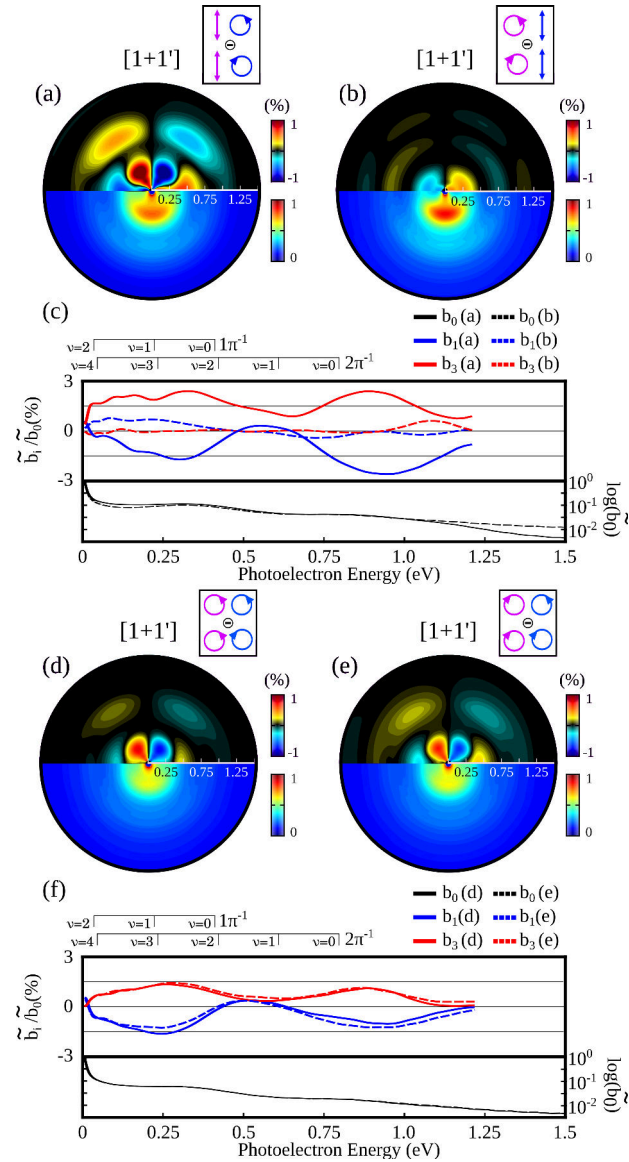 [1+1'] [1+1']
(a) (%) (b) (%)
1 1
-1 -1
0.25 0.75 1.25 0.25 0.75 1.25
1 1
0 0
(c) b₀(a) b₀(b)
b₁(a) b₁(b)
b₃(a) b₃(b)
ν=2 ν=1 ν=0 1π⁻¹
ν=4 ν=3 ν=2 ν=1 ν=0 2π⁻¹
3
0
-3
b̃ᵢ/b̃₀(%)
10⁰
10⁻¹
10⁻²
log(b̃₀)
0 0.25 0.5 0.75 1.0 1.25 1.5
Photoelectron Energy (eV)
[1+1'] [1+1']
(d) (%) (e) (%)
1 1
-1 -1
0.25 0.75 1.25 0.25 0.75 1.25
1 1
0 0
(f) b₀(d) b₀(e)
b₁(d) b₁(e)
b₃(d) b₃(e)
ν=2 ν=1 ν=0 1π⁻¹
ν=4 ν=3 ν=2 ν=1 ν=0 2π⁻¹
3
0
-3
b̃ᵢ/b̃₀(%)
10⁰
10⁻¹
10⁻²
log(b̃₀)
0 0.25 0.5 0.75 1.0 1.25 1.5
Photoelectron Energy (eV)